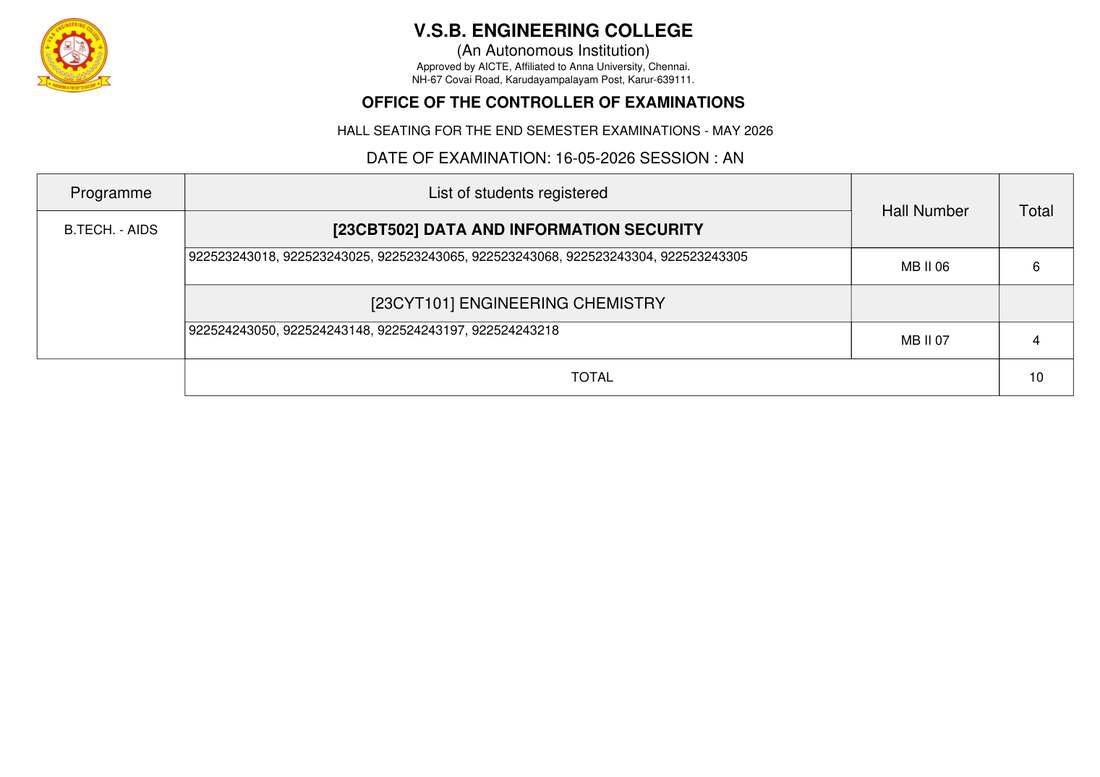 V.S.B. ENGINEERING COLLEGE
(An Autonomous Institution)
Approved by AICTE, Affiliated to Anna University, Chennai.
NH-67 Covai Road, Karudayampalayam Post, Karur-639111.
OFFICE OF THE CONTROLLER OF EXAMINATIONS
HALL SEATING FOR THE END SEMESTER EXAMINATIONS - MAY 2026
DATE OF EXAMINATION: 16-05-2026 SESSION : AN
Programme List of students registered Hall Number Total
B.TECH. - AIDS [23CBT502] DATA AND INFORMATION SECURITY
922523243018, 922523243025, 922523243065, 922523243068, 922523243304, 922523243305 MB II 06 6
[23CYT101] ENGINEERING CHEMISTRY
922524243050, 922524243148, 922524243197, 922524243218 MB II 07 4
TOTAL 10